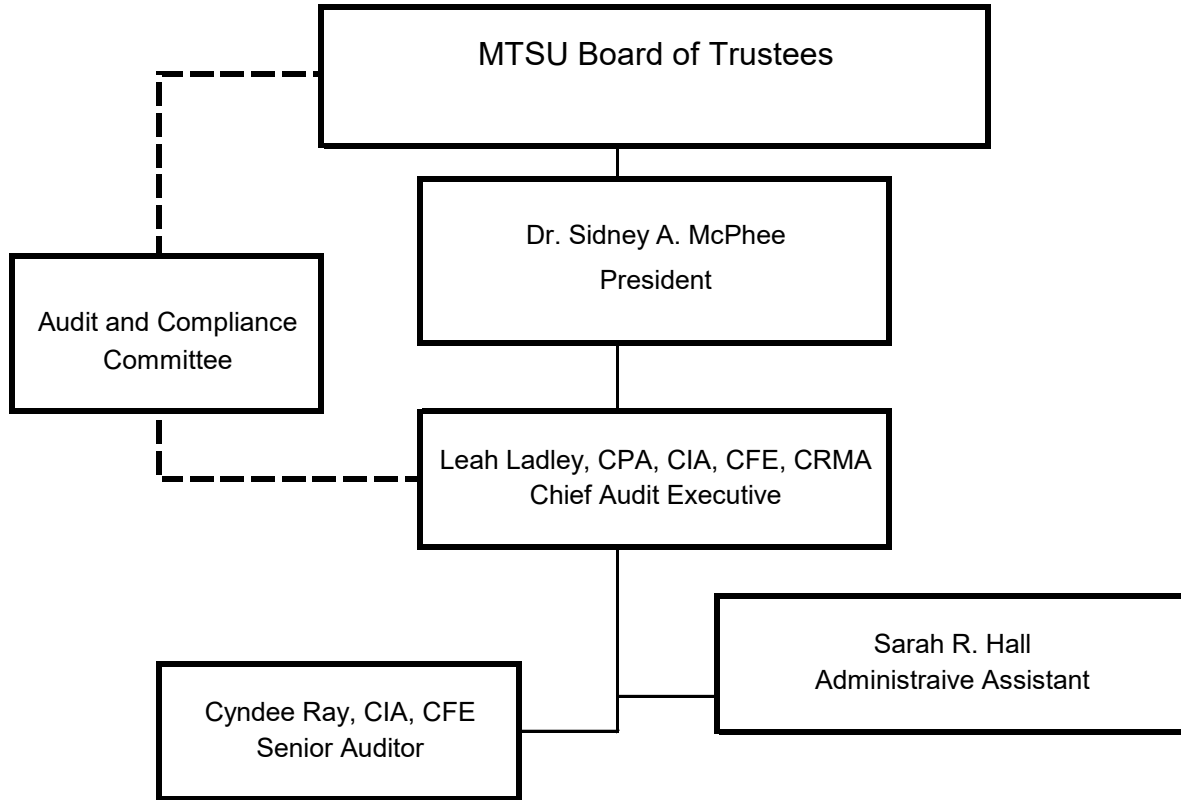 MTSU Board of Trustees
Dr. Sidney A. McPhee
President
Audit and Compliance
Committee
Leah Ladley, CPA, CIA, CFE, CRMA
Chief Audit Executive
Sarah R. Hall
Administraive Assistant
Cyndee Ray, CIA, CFE
Senior Auditor